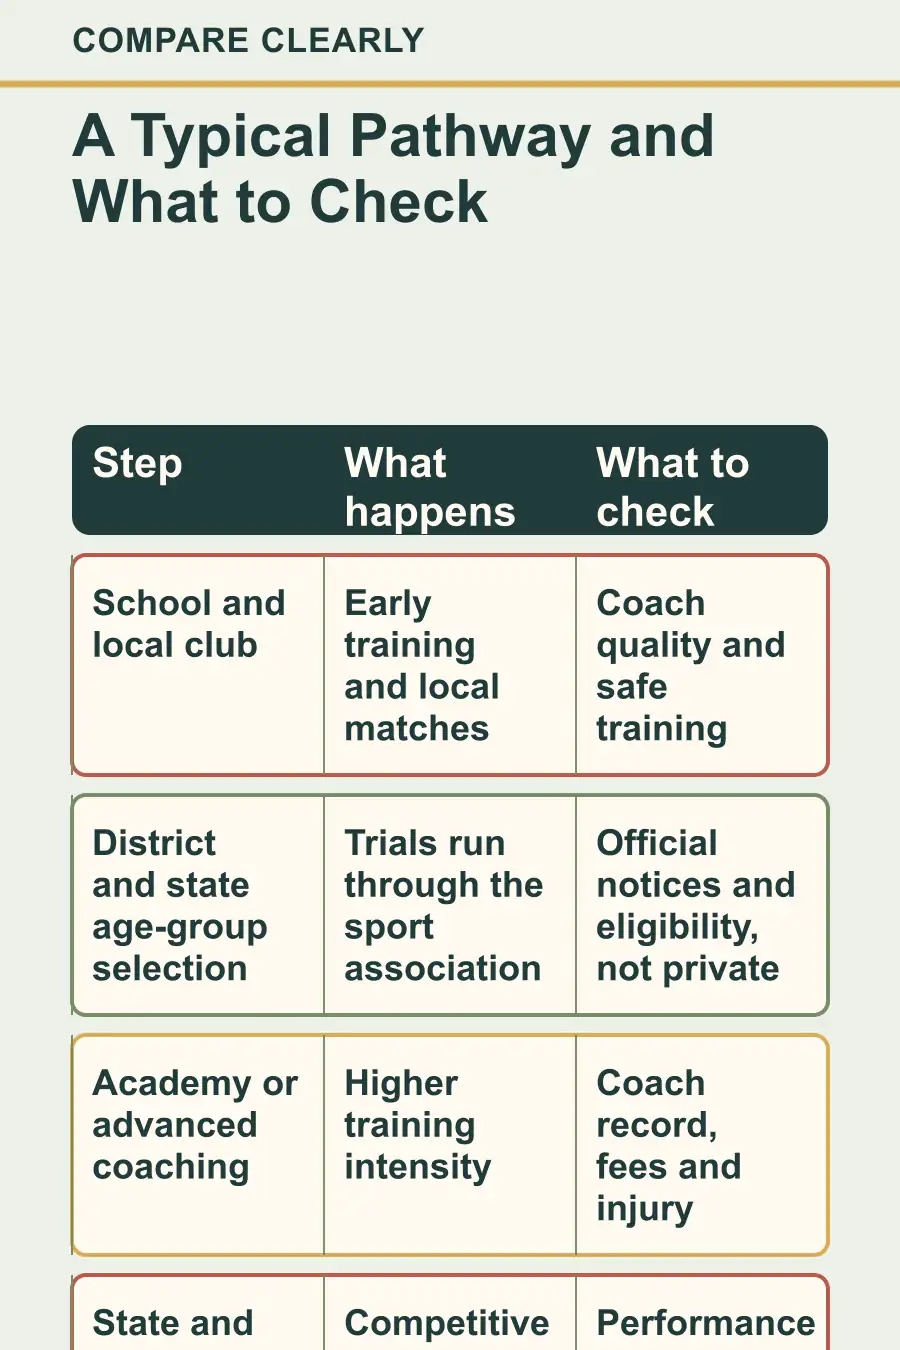 COMPARE CLEARLY
A Typical Pathway and
What to Check
Step
What
happens
What to
check
School and
local club
Early
training
and local
matches
Coach
quality and
safe
training
District
and state
age-group
selection
Trials run
through the
sport
association
Official
notices and
eligibility,
not private
Academy or
advanced
coaching
Higher
training
intensity
Coach
record,
fees and
injury
State and
Competitive
Performance